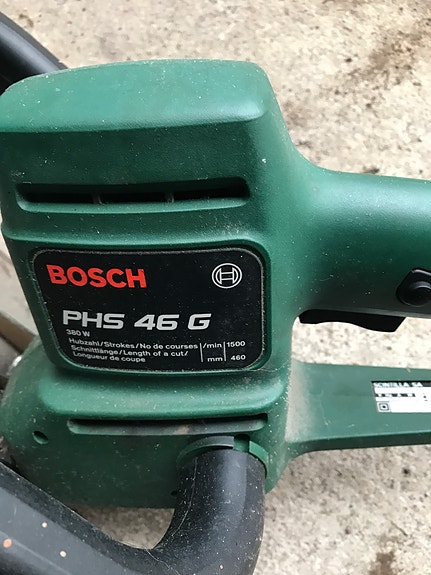 BOSCH
PHS 46 G
380 W
Hubzahl/Strokes/No de courses /min 1500
Schnittlänge/Length of a cut/
Longueur de coupe mm 460